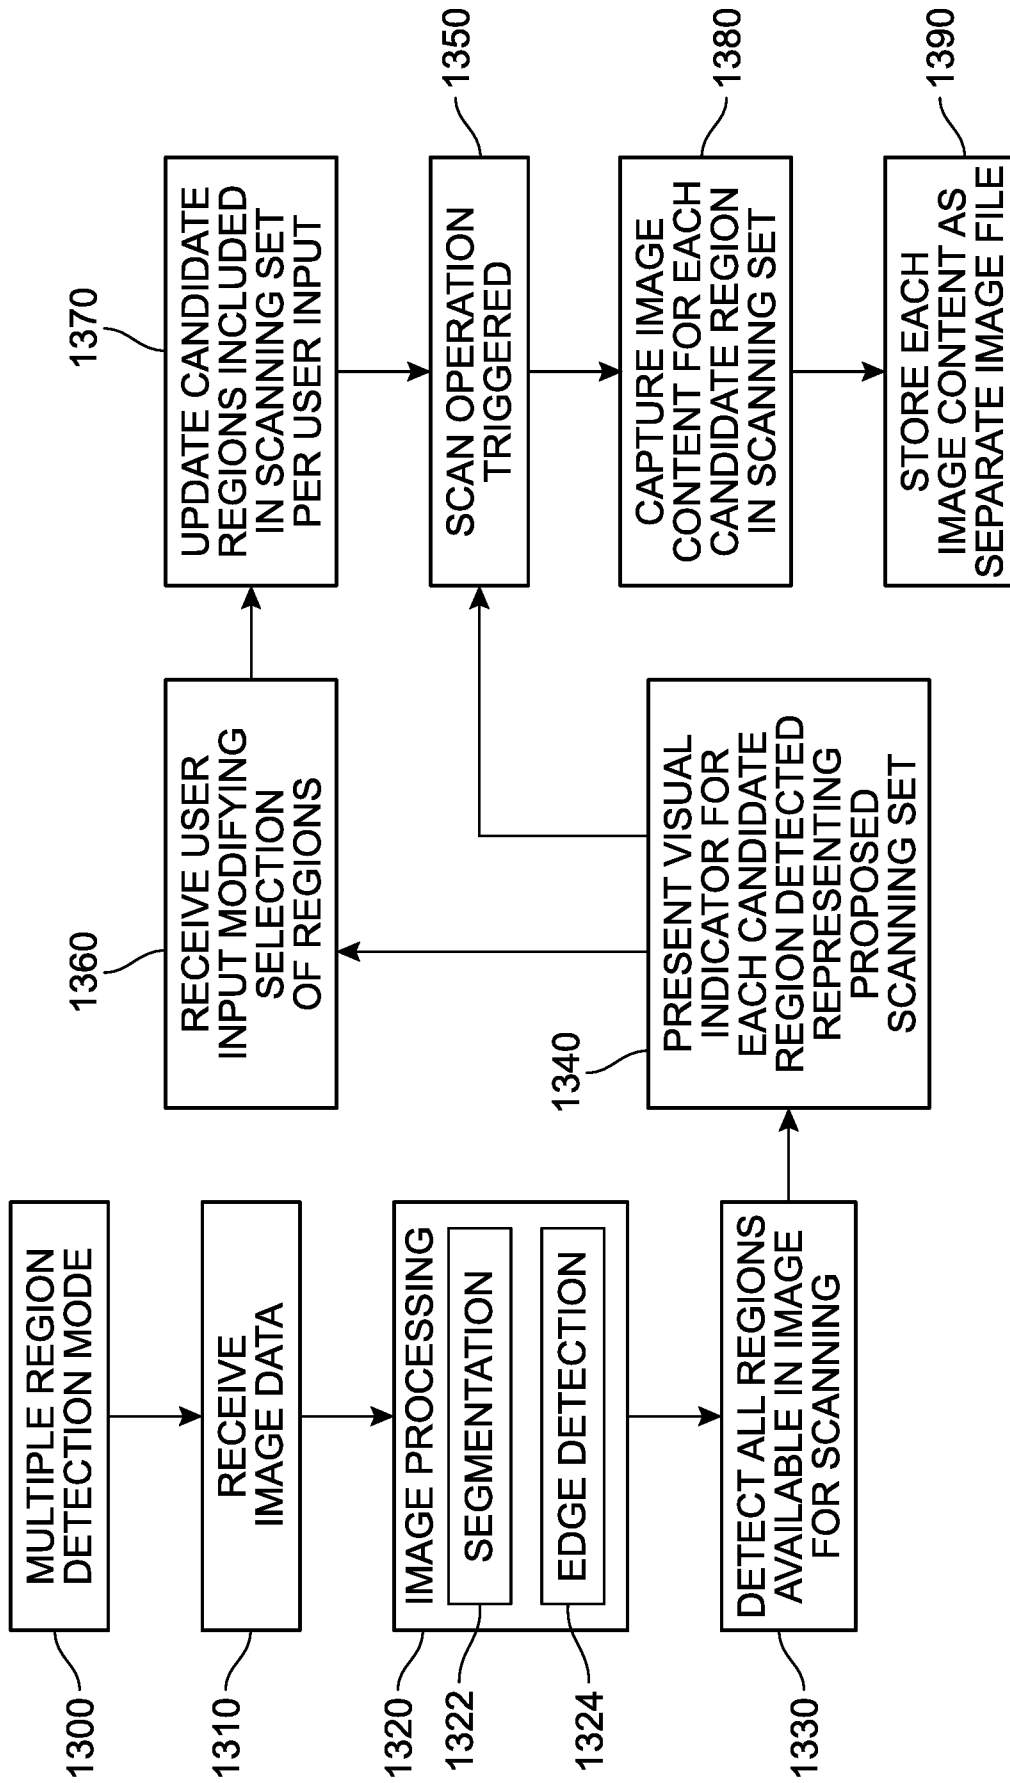 1300
MULTIPLE REGION
DETECTION MODE
1310
RECEIVE
IMAGE DATA
1320
IMAGE PROCESSING
1322
SEGMENTATION
1324
EDGE DETECTION
1330
DETECT ALL REGIONS
AVAILABLE IN IMAGE
FOR SCANNING
1340
PRESENT VISUAL
INDICATOR FOR
EACH CANDIDATE
REGION DETECTED
REPRESENTING
PROPOSED
SCANNING SET
1360
RECEIVE USER
INPUT MODIFYING
SELECTION
OF REGIONS
1370
UPDATE CANDIDATE
REGIONS INCLUDED
IN SCANNING SET
PER USER INPUT
1350
SCAN OPERATION
TRIGGERED
1380
CAPTURE IMAGE
CONTENT FOR EACH
CANDIDATE REGION
IN SCANNING SET
1390
STORE EACH
IMAGE CONTENT AS
SEPARATE IMAGE FILE